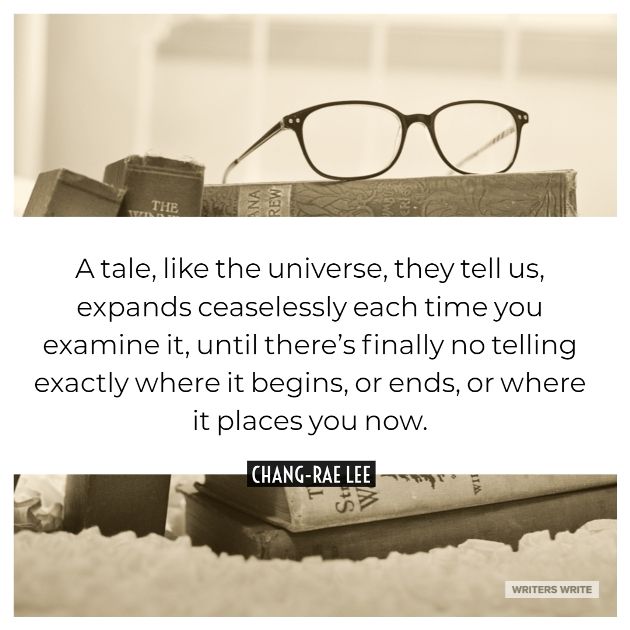 THE
ANA
REW
A tale, like the universe, they tell us,
expands ceaselessly each time you
examine it, until there’s finally no telling
exactly where it begins, or ends, or where
it places you now.
CHANG-RAE LEE
WRITERS WRITE